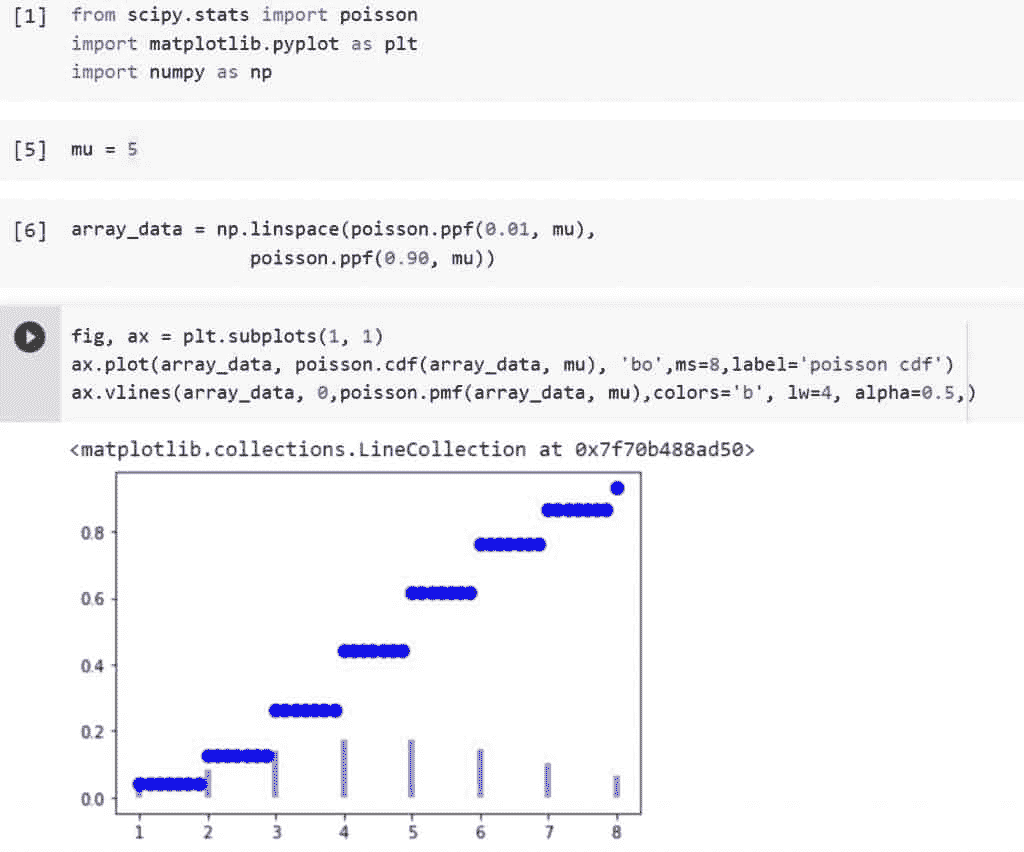 [1] from scipy.stats import poisson
import matplotlib.pyplot as plt
import numpy as np
[5] mu = 5
[6] array_data = np.linspace(poisson.ppf(0.01, mu),
poisson.ppf(0.90, mu))
fig, ax = plt.subplots(1, 1)
ax.plot(array_data, poisson.cdf(array_data, mu), 'bo',ms=8,label='poisson cdf')
ax.vlines(array_data, 0,poisson.pmf(array_data, mu),colors='b', lw=4, alpha=0.5,)
<matplotlib.collections.LineCollection at 0x7f70b488ad50>
0.8
0.6
0.4
0.2
0.0
1 2 3 4 5 6 7 8